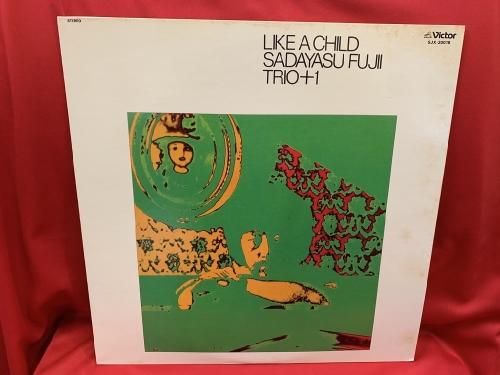 STEREO
LIKE A CHILD
SADAYASU FUJII
TRIO+1
Victor
SJX-20078